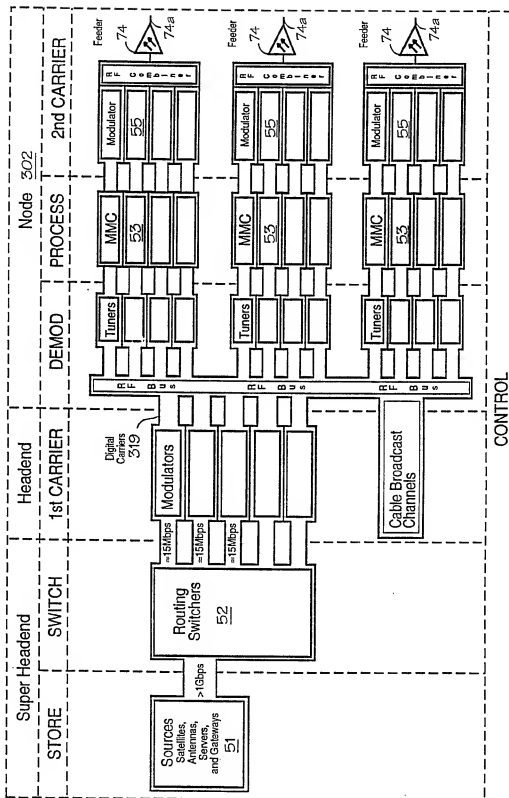 Super Headend
Headend
Node 302
STORE
SWITCH
1st CARRIER
DEMOD
PROCESS
2nd CARRIER
Sources
Satellites,
Antennas,
Servers,
and Gateways
51
>1Gbps
Routing
Switchers
52
≈15Mbps
≈15Mbps
≈15Mbps
Modulators
Digital
Carriers
319
Cable Broadcast
Channels
RF Bus
RF Bus
RF Bus
Tuners
MMC
53
Modulator
55
RF Combiner
Feeder
74
74a
Tuners
MMC
53
Modulator
55
RF Combiner
Feeder
74
74a
Tuners
MMC
53
Modulator
55
RF Combiner
Feeder
74
74a
CONTROL